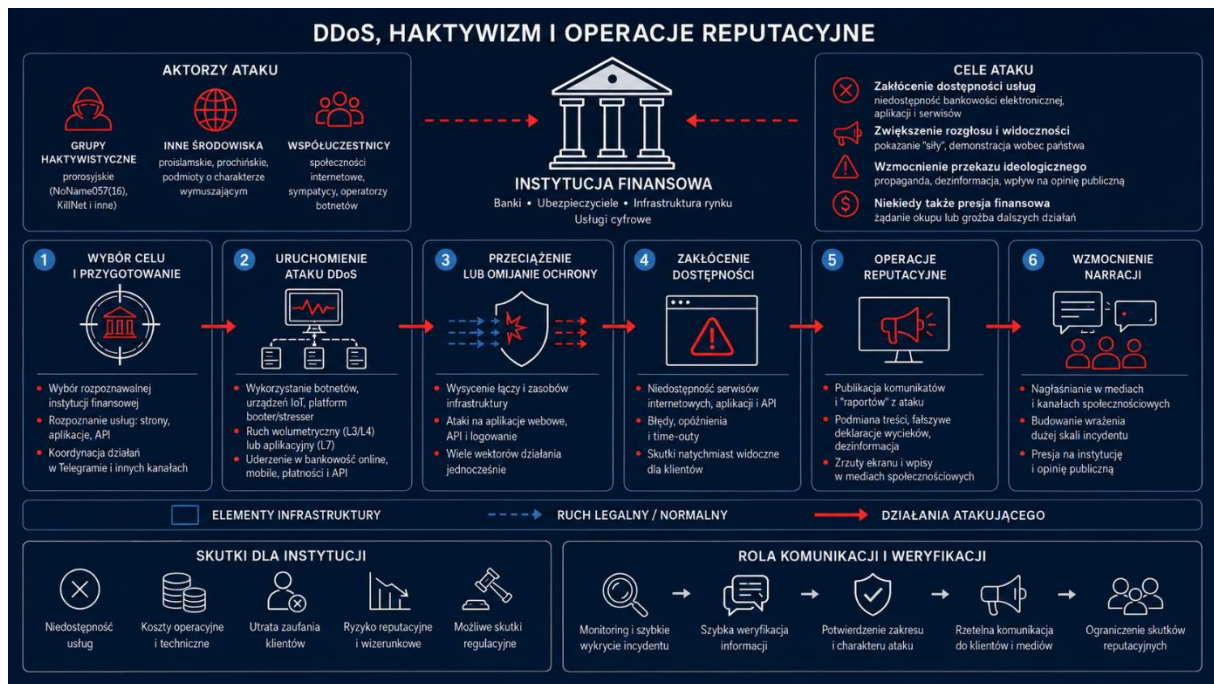 DDoS, HAKTYWIZM I OPERACJE REPUTACYJNE
AKTORZY ATAKU
GRUPY
HAKTYWISTYCZNE
prorosyjskie
(NoName057(16),
KillNet i inne)
INNE ŚRODOWISKA
proislamskie, prochińskie,
podmioty o charakterze
wymuszającym
WSPÓŁUCZESTNICY
społeczności
internetowe,
sympatycy, operatorzy
botnetów
INSTYTUCJA FINANSOWA
Banki • Ubezpieczyciele • Infrastruktura rynku
Usługi cyfrowe
CELE ATAKU
Zakłócenie dostępności usług
niedostępność bankowości elektronicznej,
aplikacji i serwisów
Zwiększenie rozgłosu i widoczności
pokazanie "siły", demonstracja wobec państwa
Wzmocnienie przekazu ideologicznego
propaganda, dezinformacja, wpływ na opinię publiczną
Niekiedy także presja finansowa
żądanie okupu lub groźba dalszych działań
1
WYBÓR CELU
I PRZYGOTOWANIE
• Wybór rozpoznawalnej
instytucji finansowej
• Rozpoznanie usług: strony,
aplikacje, API
• Koordynacja działań
w Telegramie i innych kanałach
2
URUCHOMIENIE
ATAKU DDoS
• Wykorzystanie botnetów,
urządzeń IoT, platform
booter/stresser
• Ruch wolumetryczny (L3/L4)
lub aplikacyjny (L7)
• Uderzenie w bankowość online,
mobile, płatności i API
3
PRZECIĄŻENIE
LUB OMIJANIE OCHRONY
• Wysycenie łączy i zasobów
infrastruktury
• Ataki na aplikacje webowe,
API i logowanie
• Wiele wektorów działania
jednocześnie
4
ZAKŁÓCENIE
DOSTĘPNOŚCI
• Niedostępność serwisów
internetowych, aplikacji i API
• Błędy, opóźnienia
i time-outy
• Skutki natychmiast widoczne
dla klientów
5
OPERACJE
REPUTACYJNE
• Publikacja komunikatów
i "raportów" z ataku
• Podmiana treści, fałszywe
deklaracje wycieków,
dezinformacja
• Zrzuty ekranu i wpisy
w mediach społecznościowych
6
WZMOCNIENIE
NARRACJI
• Nagłaśnianie w mediach
i kanałach społecznościowych
• Budowanie wrażenia
dużej skali incydentu
• Presja na instytucję
i opinię publiczną
ELEMENTY INFRASTRUKTURY
RUCH LEGALNY / NORMALNY
DZIAŁANIA ATAKUJĄCEGO
SKUTKI DLA INSTYTUCJI
Niedostępność
usług
Koszty operacyjne
i techniczne
Utrata zaufania
klientów
Ryzyko reputacyjne
i wizerunkowe
Możliwe skutki
regulacyjne
ROLA KOMUNIKACJI I WERYFIKACJI
Monitoring i szybkie
wykrycie incydentu
Szybka weryfikacja
informacji
Potwierdzenie zakresu
i charakteru ataku
Rzetelna komunikacja
do klientów i mediów
Ograniczenie skutków
reputacyjnych